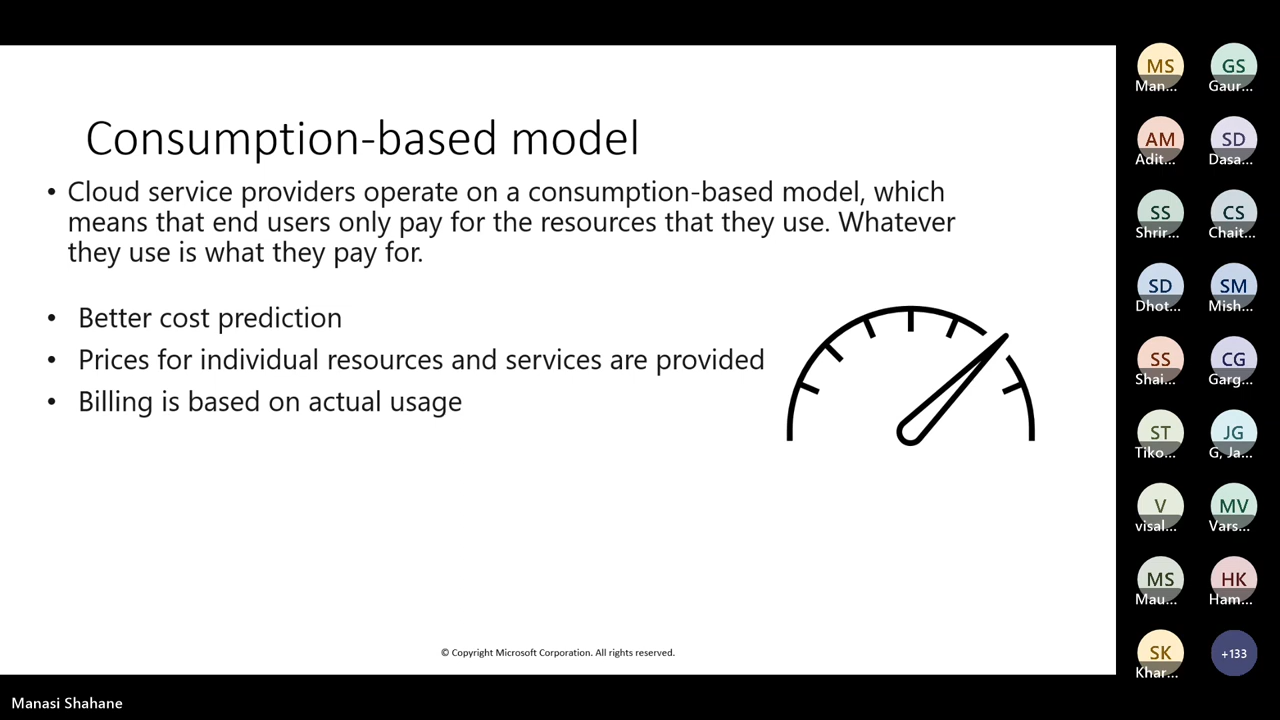 Consumption-based model
• Cloud service providers operate on a consumption-based model, which
means that end users only pay for the resources that they use. Whatever
they use is what they pay for.
• Better cost prediction
• Prices for individual resources and services are provided
• Billing is based on actual usage
© Copyright Microsoft Corporation. All rights reserved.
Manasi Shahane
MS GS
Man... Gaur...
AM SD
Adit... Dasa...
SS CS
Shrir... Chait...
SD SM
Dhot... Mish...
SS CG
Shai... Garg...
ST JG
Tiko... G, Ja...
V MV
visal... Vars...
MS HK
Mau... Ham...
SK +133
Khar...